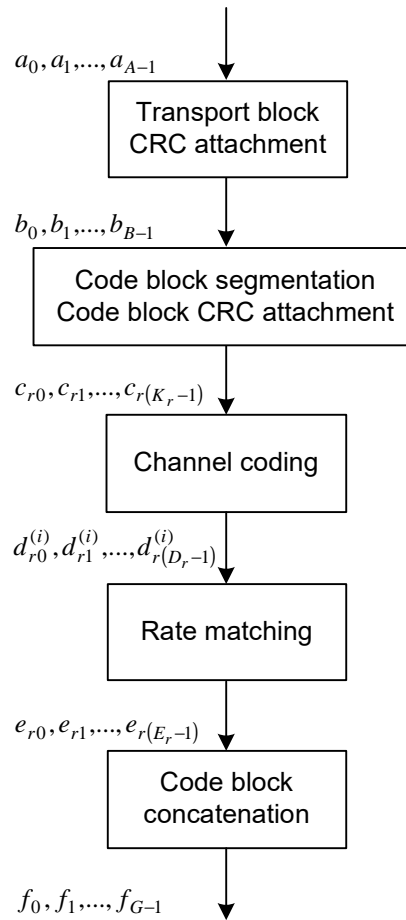 a_0, a_1, ..., a_{A-1}
Transport block
CRC attachment
b_0, b_1, ..., b_{B-1}
Code block segmentation
Code block CRC attachment
c_{r0}, c_{r1}, ..., c_{r(K_r-1)}
Channel coding
d_{r0}^{(i)}, d_{r1}^{(i)}, ..., d_{r(D_r-1)}^{(i)}
Rate matching
e_{r0}, e_{r1}, ..., e_{r(E_r-1)}
Code block
concatenation
f_0, f_1, ..., f_{G-1}